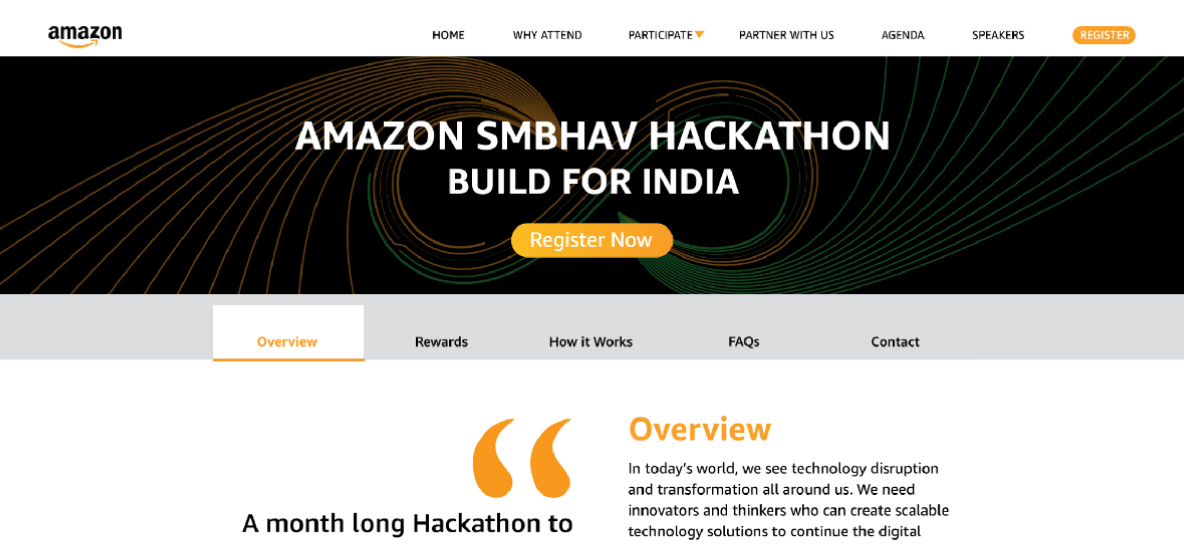 amazon
HOME
WHY ATTEND
PARTICIPATE
PARTNER WITH US
AGENDA
SPEAKERS
REGISTER
AMAZON SMBHAV HACKATHON
BUILD FOR INDIA
Register Now
Overview
Rewards
How it Works
FAQs
Contact
“
A month long Hackathon to
Overview
In today’s world, we see technology disruption
and transformation all around us. We need
innovators and thinkers who can create scalable
technology solutions to continue the digital